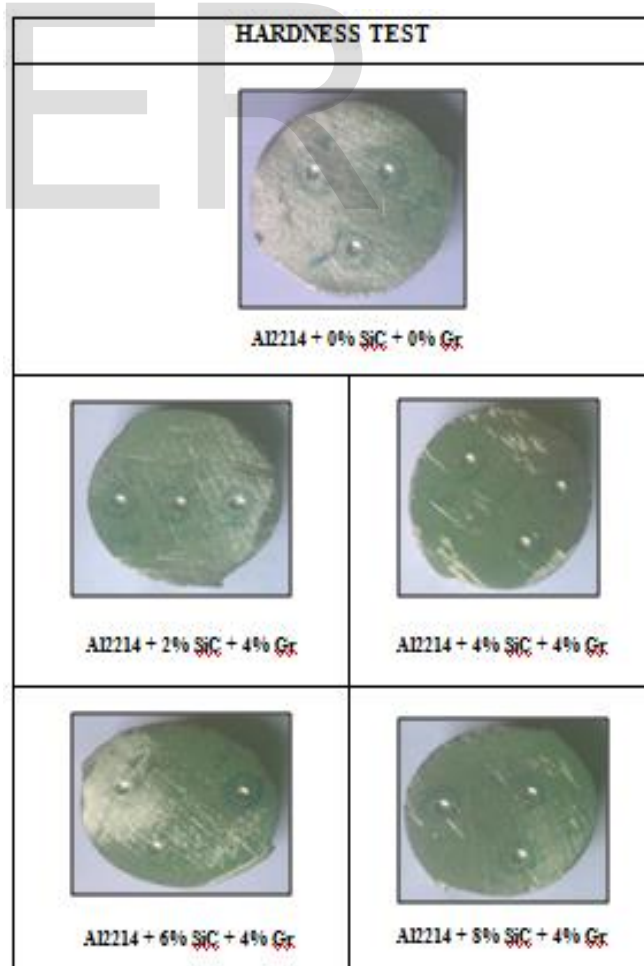 ER
HARDNESS TEST
Al2214 + 0% SiC + 0% Gr
Al2214 + 2% SiC + 4% Gr
Al2214 + 4% SiC + 4% Gr
Al2214 + 6% SiC + 4% Gr
Al2214 + 8% SiC + 4% Gr